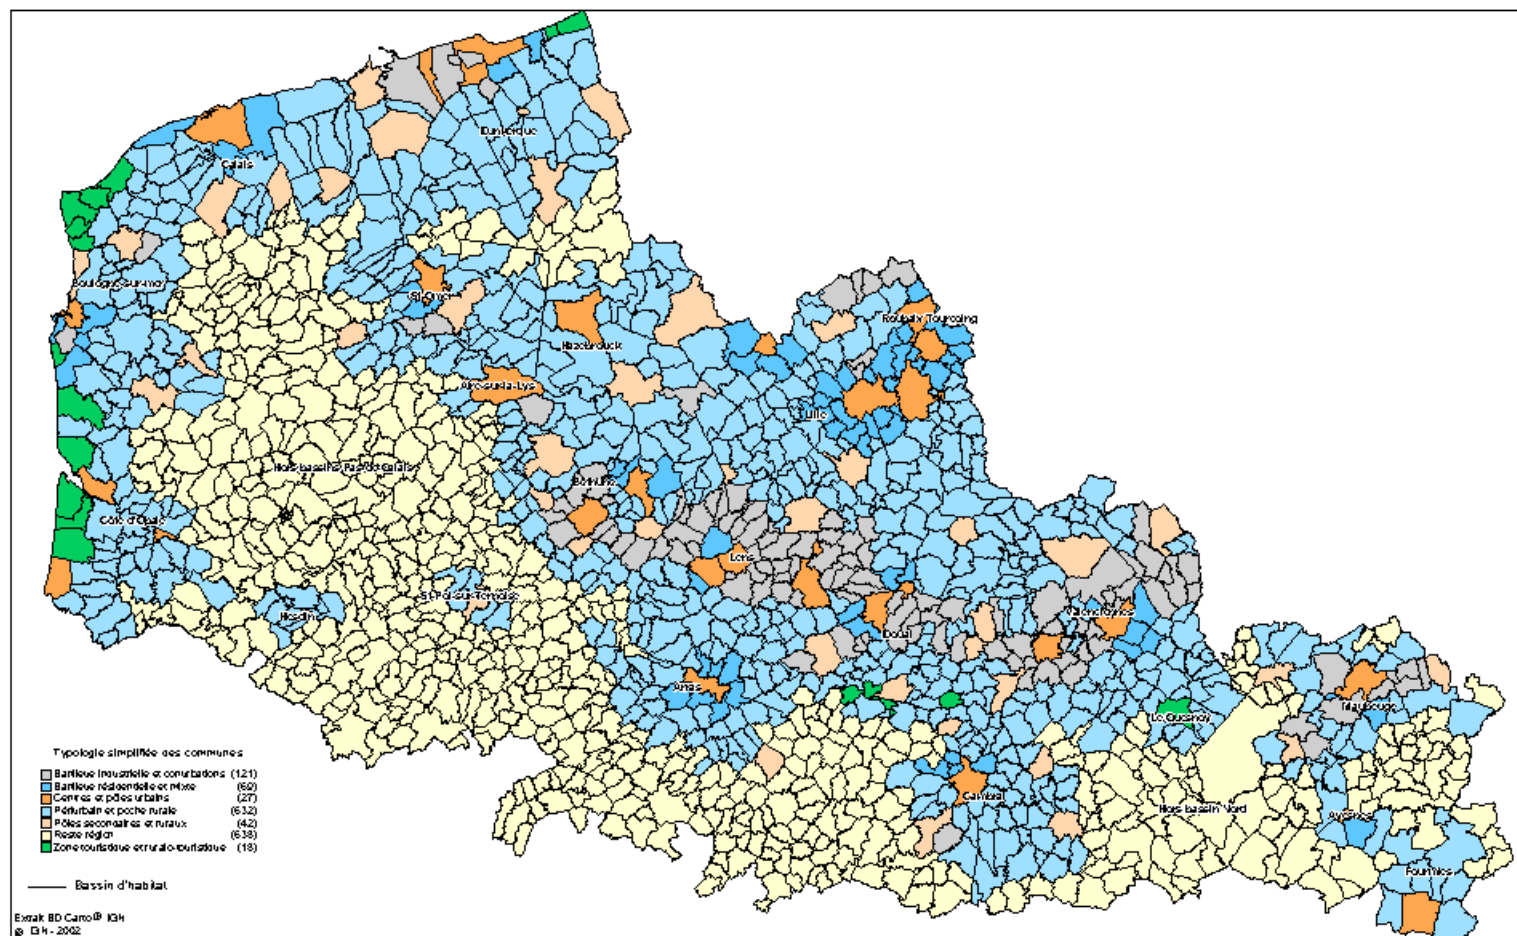 Dunkerque
Calais
Boulogne-sur-mer
St Omer
Roubaix Tourcoing
Hazebrouck
Aire-sur-la-Lys
Lille
Hors bassins Pas de Calais
Béthune
Côte d'Opale
Lens
St-Pol-sur-Ternoise
Hesdin
Valenciennes
Douai
Arras
Le Quesnoy
Maubeuge
Cambrai
Hors bassin Nord
Avesnes
Fourmies
Typologie simplifiée des communes
Banlieue industrielle et conurbations (121)
Banlieue résidentielle et Mixte (69)
Centres et pôles urbains (27)
Périurbain et poche rurale (632)
Pôles secondaires et ruraux (42)
Reste région (638)
Zone touristique et rurale-touristique (18)
Bassin d'habitat
Extrait BD Carto® IGN
© IGN - 2002